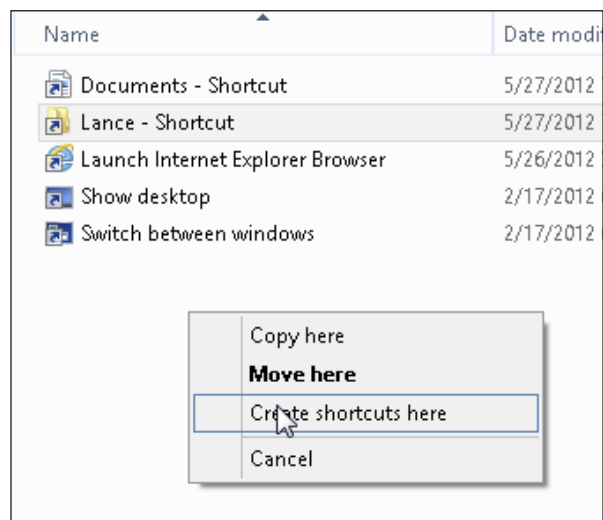 Name Date modif
Documents - Shortcut 5/27/2012
Lance - Shortcut 5/27/2012
Launch Internet Explorer Browser 5/26/2012
Show desktop 2/17/2012
Switch between windows 2/17/2012
Copy here
Move here
Create shortcuts here
Cancel